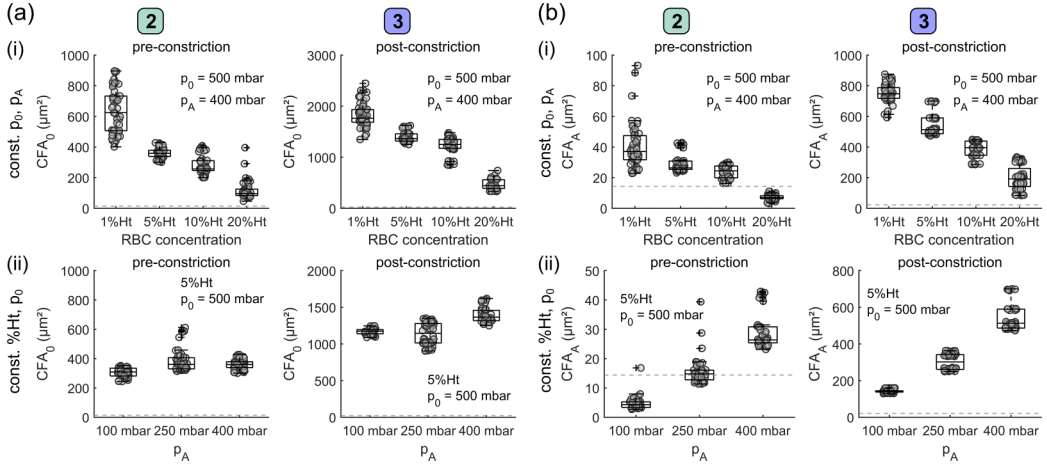 (a)
2
3
(b)
2
3
(i)
pre-constriction
post-constriction
(i)
pre-constriction
post-constriction
const. p0, pA
CFA0 (µm²)
1000
800
600
400
200
0
p0 = 500 mbar
pA = 400 mbar
1%Ht 5%Ht 10%Ht 20%Ht
RBC concentration
CFA0 (µm²)
3000
2000
1000
0
p0 = 500 mbar
pA = 400 mbar
1%Ht 5%Ht 10%Ht 20%Ht
RBC concentration
const. p0, pA
CFAA (µm²)
100
80
60
40
20
0
p0 = 500 mbar
pA = 400 mbar
1%Ht 5%Ht 10%Ht 20%Ht
RBC concentration
CFAA (µm²)
1000
800
600
400
200
0
p0 = 500 mbar
pA = 400 mbar
1%Ht 5%Ht 10%Ht 20%Ht
RBC concentration
(ii)
pre-constriction
post-constriction
(ii)
pre-constriction
post-constriction
const. %Ht, p0
CFA0 (µm²)
1000
800
600
400
200
0
5%Ht
p0 = 500 mbar
100 mbar 250 mbar 400 mbar
pA
CFA0 (µm²)
2000
1500
1000
500
0
5%Ht
p0 = 500 mbar
100 mbar 250 mbar 400 mbar
pA
const. %Ht, p0
CFAA (µm²)
50
40
30
20
10
0
5%Ht
p0 = 500 mbar
100 mbar 250 mbar 400 mbar
pA
CFAA (µm²)
800
600
400
200
0
5%Ht
p0 = 500 mbar
100 mbar 250 mbar 400 mbar
pA